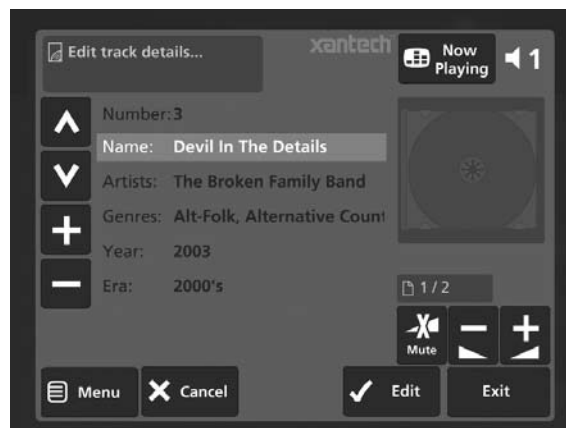 Edit track details...
xantech
Now
Playing
1
Number: 3
Name: Devil In The Details
Artists: The Broken Family Band
Genres: Alt-Folk, Alternative Count
Year: 2003
Era: 2000's
1 / 2
Mute
Menu
Cancel
Edit
Exit